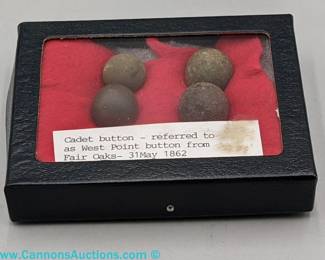 Cadet button - referred to
as West Point button from
Fair Oaks- 31May 1862
www.CannonsAuctions.com ©